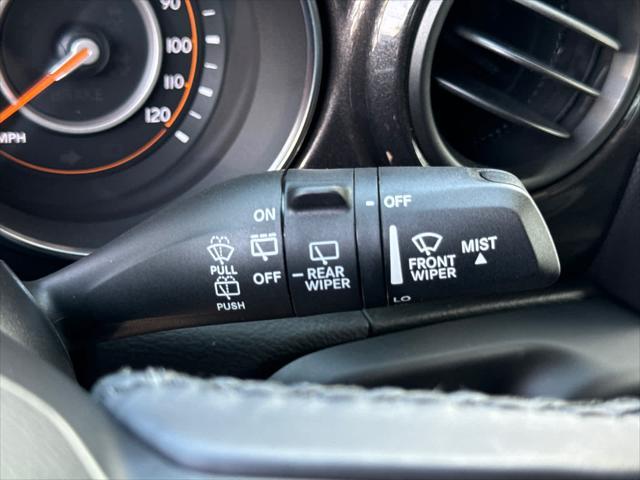 90
100
110
120
MPH
ON
OFF
PULL
PUSH
REAR
WIPER
OFF
FRONT
WIPER
MIST
LO